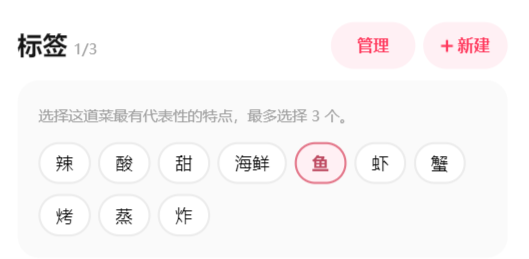 标签 1/3 管理 + 新建
选择这道菜最有代表性的特点，最多选择 3 个。
辣 酸 甜 海鲜 鱼 虾 蟹
烤 蒸 炸